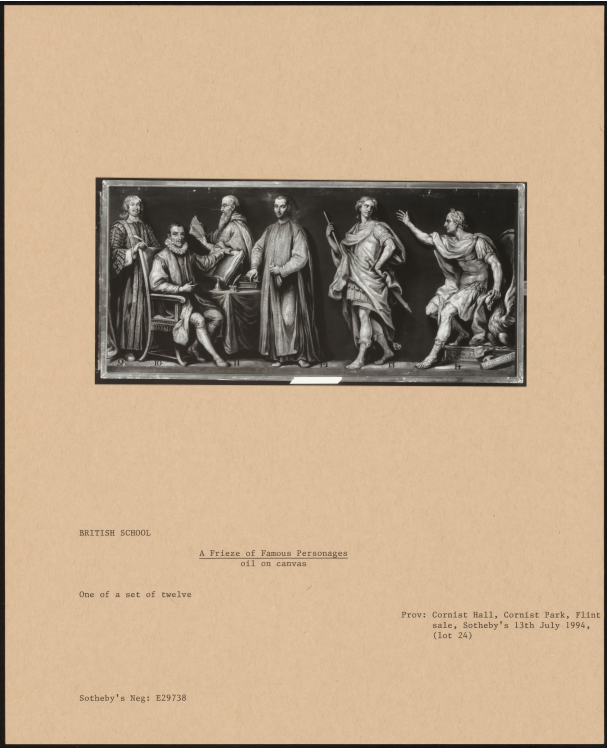 BRITISH SCHOOL
A Frieze of Famous Personages
oil on canvas
One of a set of twelve
Prov: Cornist Hall, Cornist Park, Flint
sale, Sotheby's 13th July 1994,
(lot 24)
Sotheby's Neg: E29738